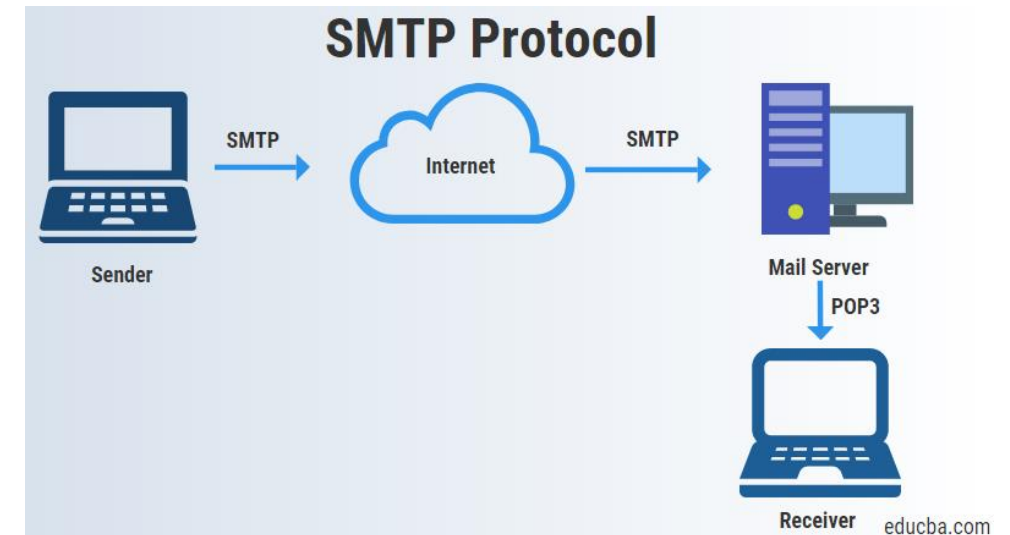 SMTP Protocol
SMTP
Internet
SMTP
Sender
Mail Server
POP3
Receiver
educba.com